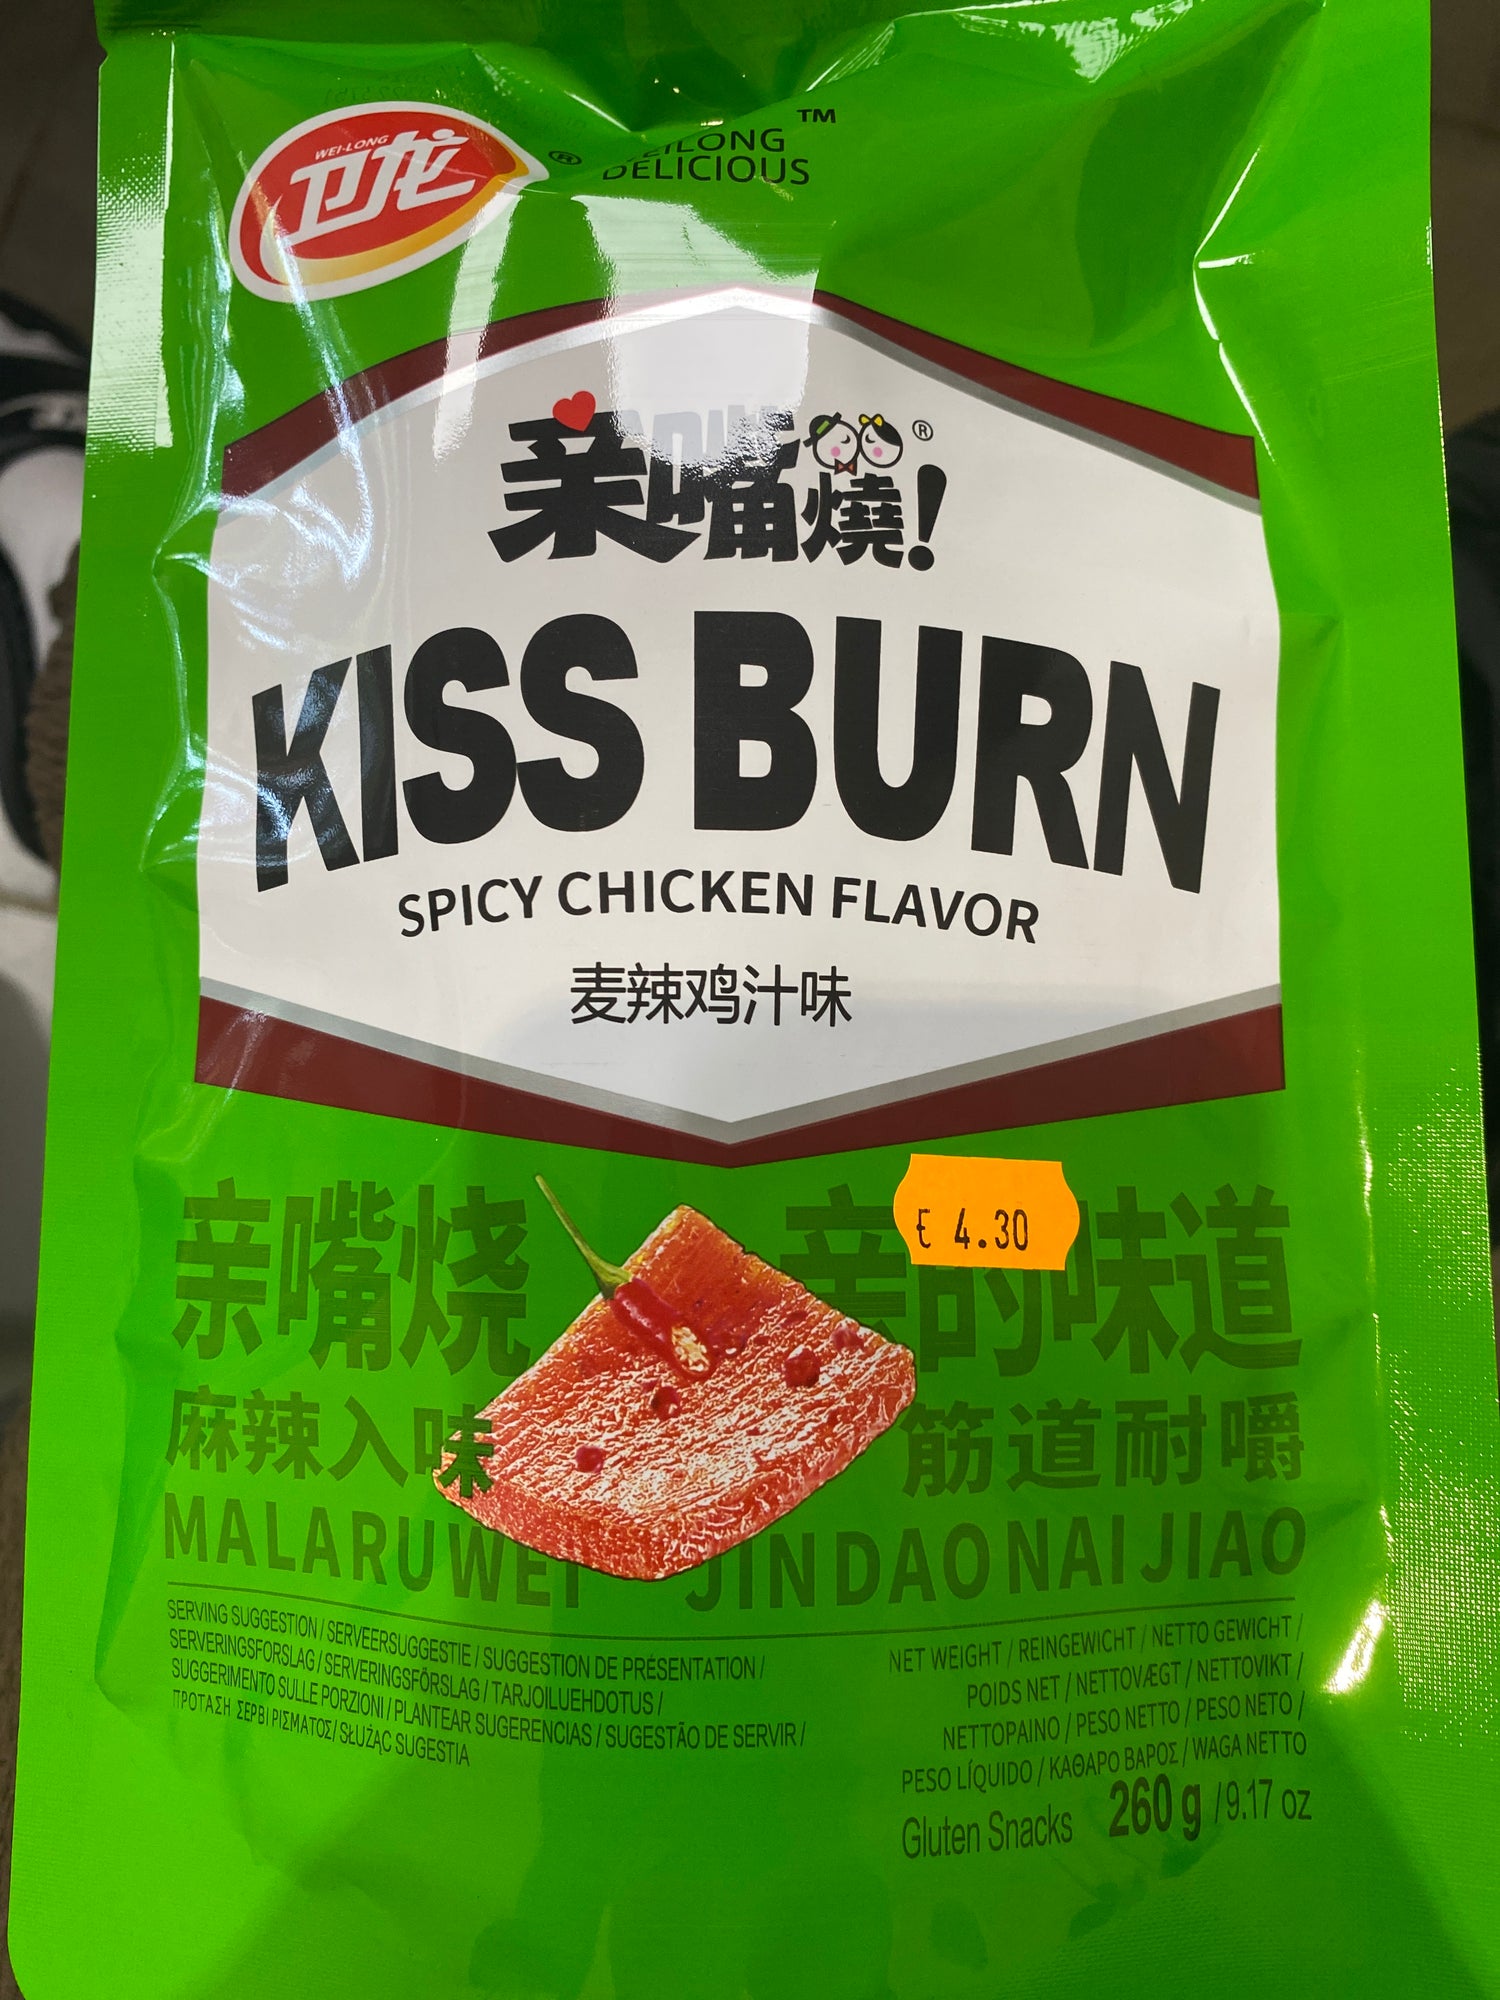 WEI-LONG
卫龙
®
TM
WEILONG
DELICIOUS
亲嘴燒!
®
KISS BURN
SPICY CHICKEN FLAVOR
麦辣鸡汁味
€ 4.30
亲嘴烧 亲的味道
麻辣入味 筋道耐嚼
MALARUWEI JINDAONAIJIAO
SERVING SUGGESTION / SERVEERSUGGESTIE / SUGGESTION DE PRÉSENTATION /
SERVERINGSFORSLAG / SERVERINGSFÖRSLAG / TARJOILUEHDOTUS /
SUGGERIMENTO SULLE PORZIONI / PLANTEAR SUGERENCIAS / SUGESTÃO DE SERVIR /
ΠΡΟΤΑΣΗ ΣΕΡΒΙΡΙΣΜΑΤΟΣ / SŁUŻĄC SUGESTIA
NET WEIGHT / REINGEWICHT / NETTO GEWICHT /
POIDS NET / NETTOVÆGT / NETTOVIKT /
NETTOPAINO / PESO NETTO / PESO NETO /
PESO LÍQUIDO / ΚΑΘΑΡΟ ΒΑΡΟΣ / WAGA NETTO
Gluten Snacks 260 g / 9.17 oz